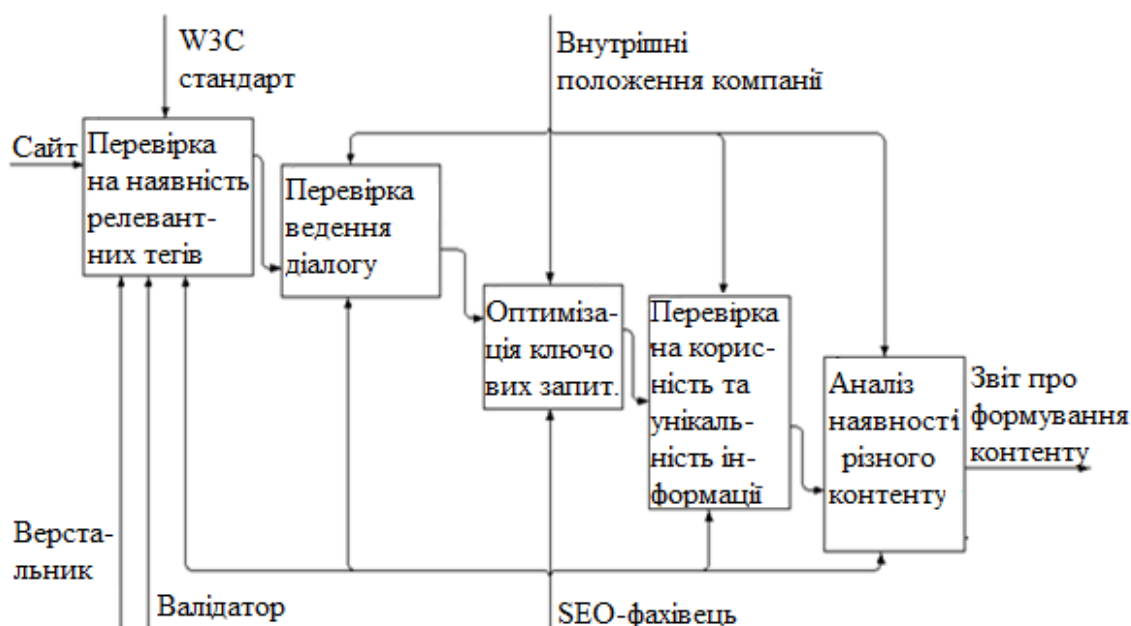 W3C
стандарт
Внутрішні
положення компанії
Сайт
Перевірка
на наявність
релевант-
них тегів
Перевірка
ведення
діалогу
Оптиміза-
ція ключо
вих запит.
Перевірка
на корис-
ність та
унікаль-
ність ін-
формації
Аналіз
наявності
різного
контенту
Звіт про
формування
контенту
Верста-
льник
Валідатор
SEO-фахівець